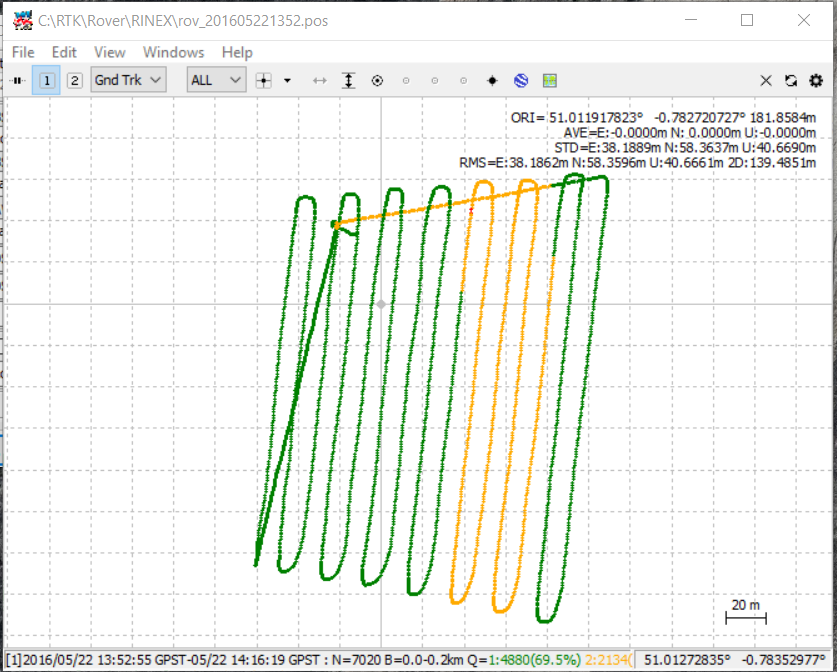 C:\RTK\Rover\RINEX\rov_201605221352.pos
File Edit View Windows Help
1 2 Gnd Trk ALL
ORI= 51.011917823° -0.782720727° 181.8584m
AVE=E:-0.0000m N: 0.0000m U:-0.0000m
STD=E:38.1889m N:58.3637m U:40.6690m
RMS=E:38.1862m N:58.3596m U:40.6661m 2D:139.4851m
20 m
[1]2016/05/22 13:52:55 GPST-05/22 14:16:19 GPST : N=7020 B=0.0-0.2km Q=1:4880(69.5%) 2:2134( 51.01272835° -0.78352977°